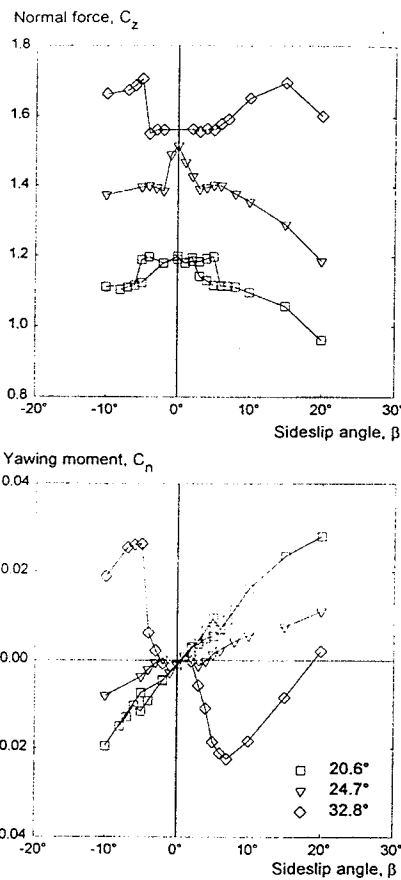 Normal force, Cz
1.8
1.6
1.4
1.2
1.0
0.8
-20° -10° 0° 10° 20° 30°
Sideslip angle, β
Yawing moment, Cn
0.04
0.02
0.00
0.02
0.04
20.6°
24.7°
32.8°
-20° -10° 0° 10° 20° 30°
Sideslip angle, β